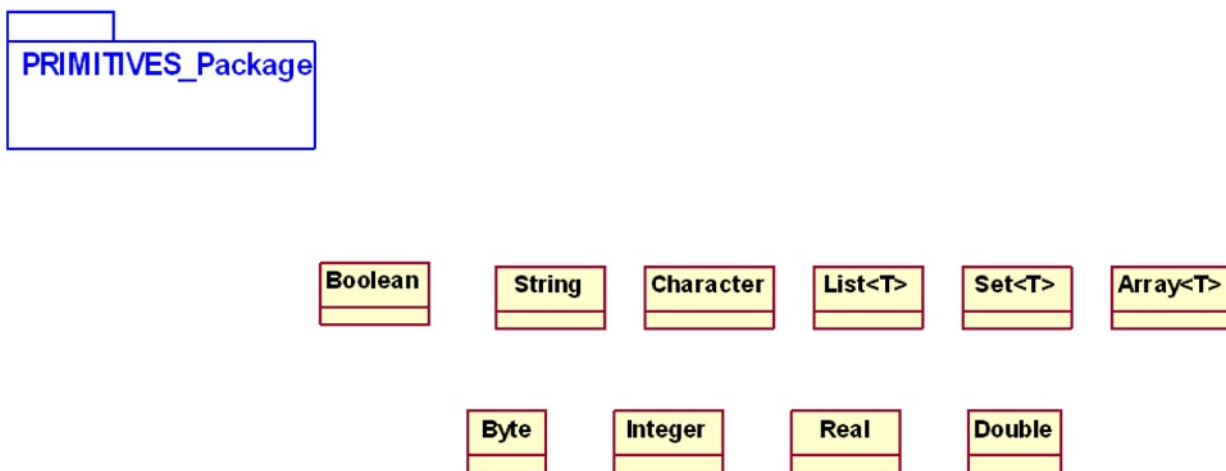 PRIMITIVES_Package
Boolean String Character List<T> Set<T> Array<T>
Byte Integer Real Double